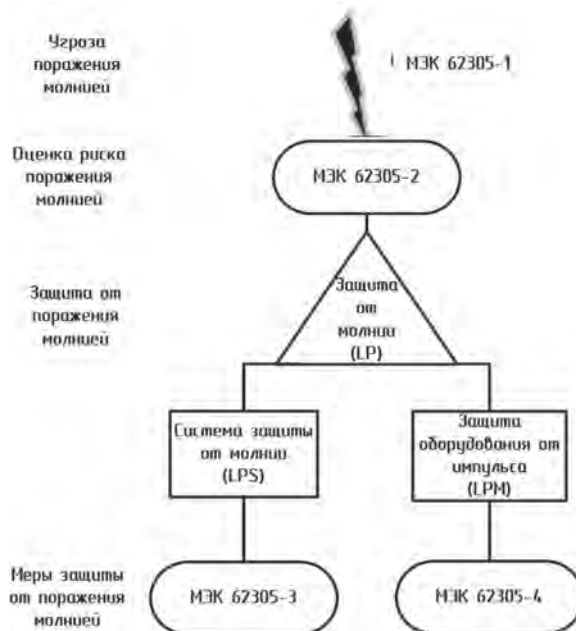 Угроза
поражения
молнией
МЭК 62305-1
Оценка риска
поражения
молнией
МЭК 62305-2
Защита от
поражения
молнией
Защита
от
молнии
(LP)
Система защиты
от молнии
(LPS)
Защита
оборудования от
импульса
(LPM)
Меры защиты
от поражения
молнией
МЭК 62305-3
МЭК 62305-4